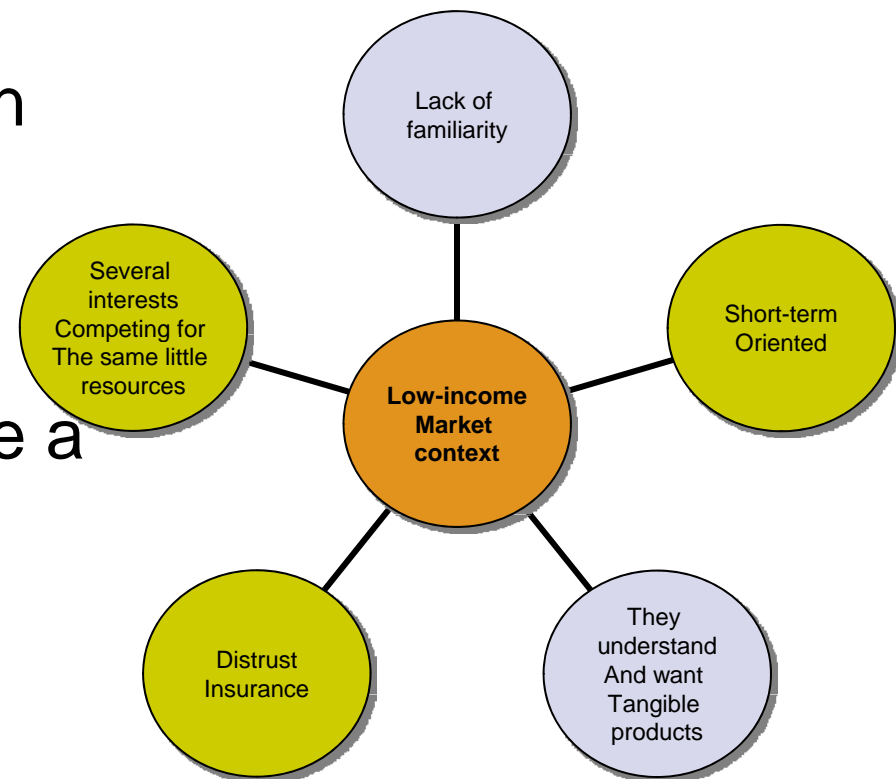 n
e a
Lack of
familiarity
Several
interests
Competing for
The same little
resources
Short-term
Oriented
Low-income
Market
context
Distrust
Insurance
They
understand
And want
Tangible
products